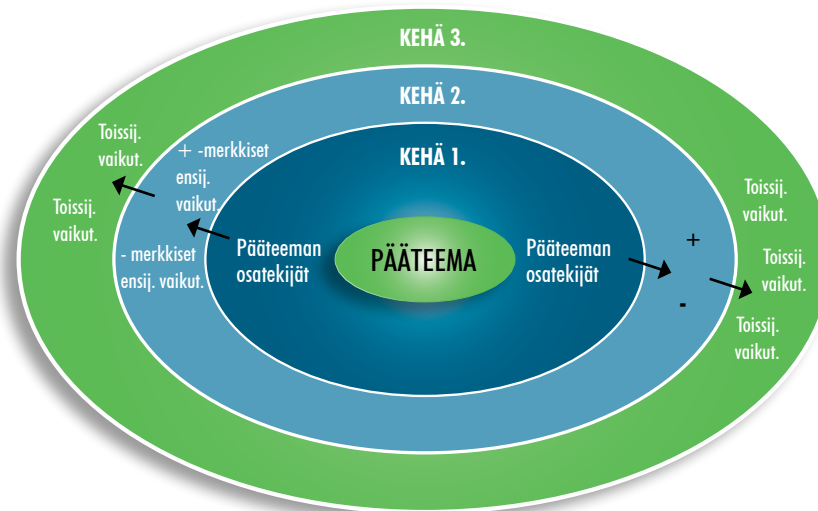 KEHÄ 3.
KEHÄ 2.
KEHÄ 1.
Toissij.
vaikut.
Toissij.
vaikut.
+ -merkkiset
ensij.
vaikut.
- merkkiset
ensij. vaikut.
Pääteeman
osatekijät
PÄÄTEEMA
Pääteeman
osatekijät
+
-
Toissij.
vaikut.
Toissij.
vaikut.
Toissij.
vaikut.